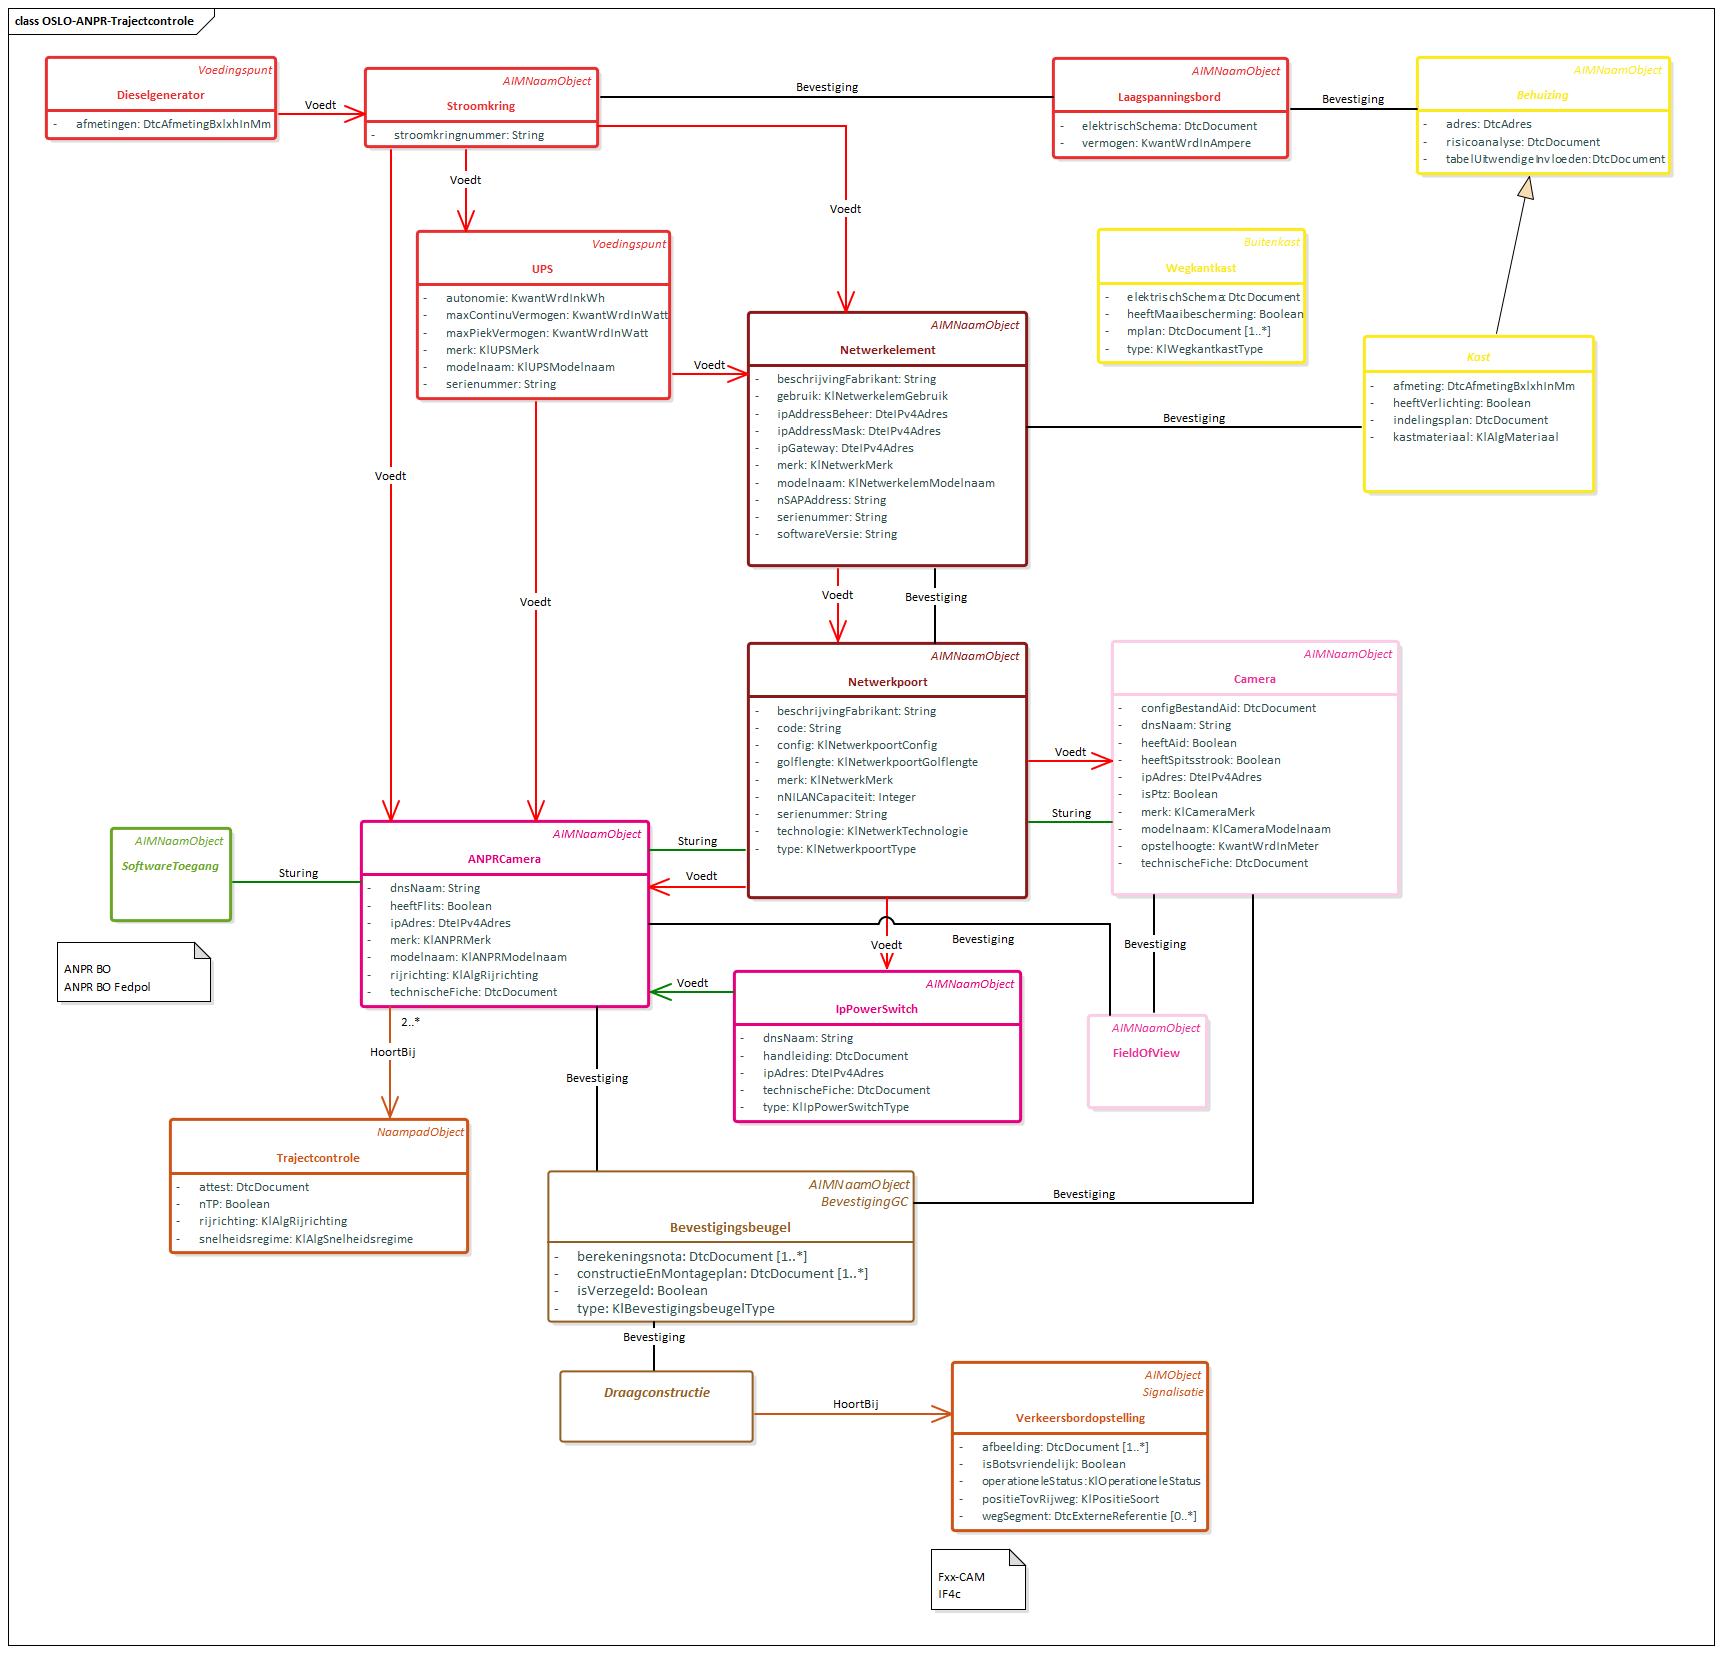 class OSLO-ANPR-Trajectcontrole
Voedingspunt
Dieselgenerator
- afmetingen: DtcAfmetingBxlxhInMm
Voedt
AIMNaamObject
Stroomkring
- stroomkringnummer: String
Bevestiging
AIMNaamObject
Laagspanningsbord
- elektrischSchema: DtcDocument
- vermogen: KwantWrdInAmpere
Bevestiging
AIMNaamObject
Behuizing
- adres: DtcAdres
- risicoanalyse: DtcDocument
- tabelUitwendigeInvloeden: DtcDocument
Voedt
Voedt
Voedingspunt
UPS
- autonomie: KwantWrdInkWh
- maxContinuVermogen: KwantWrdInWatt
- maxPiekVermogen: KwantWrdInWatt
- merk: KlUPSMerk
- modelnaam: KlUPSModelnaam
- serienummer: String
Buitenkast
Wegkantkast
- elektrischSchema: DtcDocument
- heeftMaaibescherming: Boolean
- mplan: DtcDocument [1..*]
- type: KlWegkantkastType
Voedt
AIMNaamObject
Netwerkelement
- beschrijvingFabrikant: String
- gebruik: KlNetwerkelemGebruik
- ipAddressBeheer: DteIPv4Adres
- ipAddressMask: DteIPv4Adres
- ipGateway: DteIPv4Adres
- merk: KlNetwerkMerk
- modelnaam: KlNetwerkelemModelnaam
- nSAPAddress: String
- serienummer: String
- softwareVersie: String
Bevestiging
Kast
- afmeting: DtcAfmetingBxlxhInMm
- heeftVerlichting: Boolean
- indelingsplan: DtcDocument
- kastmateriaal: KlAlgMateriaal
Voedt
Voedt
Voedt
Bevestiging
AIMNaamObject
Netwerkpoort
- beschrijvingFabrikant: String
- code: String
- config: KlNetwerkpoortConfig
- golflengte: KlNetwerkpoortGolflengte
- merk: KlNetwerkMerk
- nNILANCapaciteit: Integer
- serienummer: String
- technologie: KlNetwerkTechnologie
- type: KlNetwerkpoortType
Voedt
Sturing
AIMNaamObject
Camera
- configBestandAid: DtcDocument
- dnsNaam: String
- heeftAid: Boolean
- heeftSpitsstrook: Boolean
- ipAdres: DteIPv4Adres
- isPtz: Boolean
- merk: KlCameraMerk
- modelnaam: KlCameraModelnaam
- opstelhoogte: KwantWrdInMeter
- technischeFiche: DtcDocument
AIMNaamObject
SoftwareToegang
Sturing
AIMNaamObject
ANPRCamera
- dnsNaam: String
- heeftFlits: Boolean
- ipAdres: DteIPv4Adres
- merk: KlANPRMerk
- modelnaam: KlANPRModelnaam
- rijrichting: KlAlgRijrichting
- technischeFiche: DtcDocument
Sturing
Voedt
Voedt
Bevestiging
Bevestiging
ANPR BO
ANPR BO Fedpol
Voedt
AIMNaamObject
IpPowerSwitch
- dnsNaam: String
- handleiding: DtcDocument
- ipAdres: DteIPv4Adres
- technischeFiche: DtcDocument
- type: KlIpPowerSwitchType
AIMNaamObject
FieldOfView
2..*
HoortBij
Bevestiging
NaampadObject
Trajectcontrole
- attest: DtcDocument
- nTP: Boolean
- rijrichting: KlAlgRijrichting
- snelheidsregime: KlAlgSnelheidsregime
AIMNaamObject
BevestigingGC
Bevestigingsbeugel
- berekeningsnota: DtcDocument [1..*]
- constructieEnMontageplan: DtcDocument [1..*]
- isVerzegeld: Boolean
- type: KlBevestigingsbeugelType
Bevestiging
Bevestiging
Draagconstructie
HoortBij
AIMObject
Signalisatie
Verkeersbordopstelling
- afbeelding: DtcDocument [1..*]
- isBotsvriendelijk: Boolean
- operationeleStatus: KlOperationeleStatus
- positieTovRijweg: KlPositieSoort
- wegSegment: DtcExterneReferentie [0..*]
Fxx-CAM
IF4c